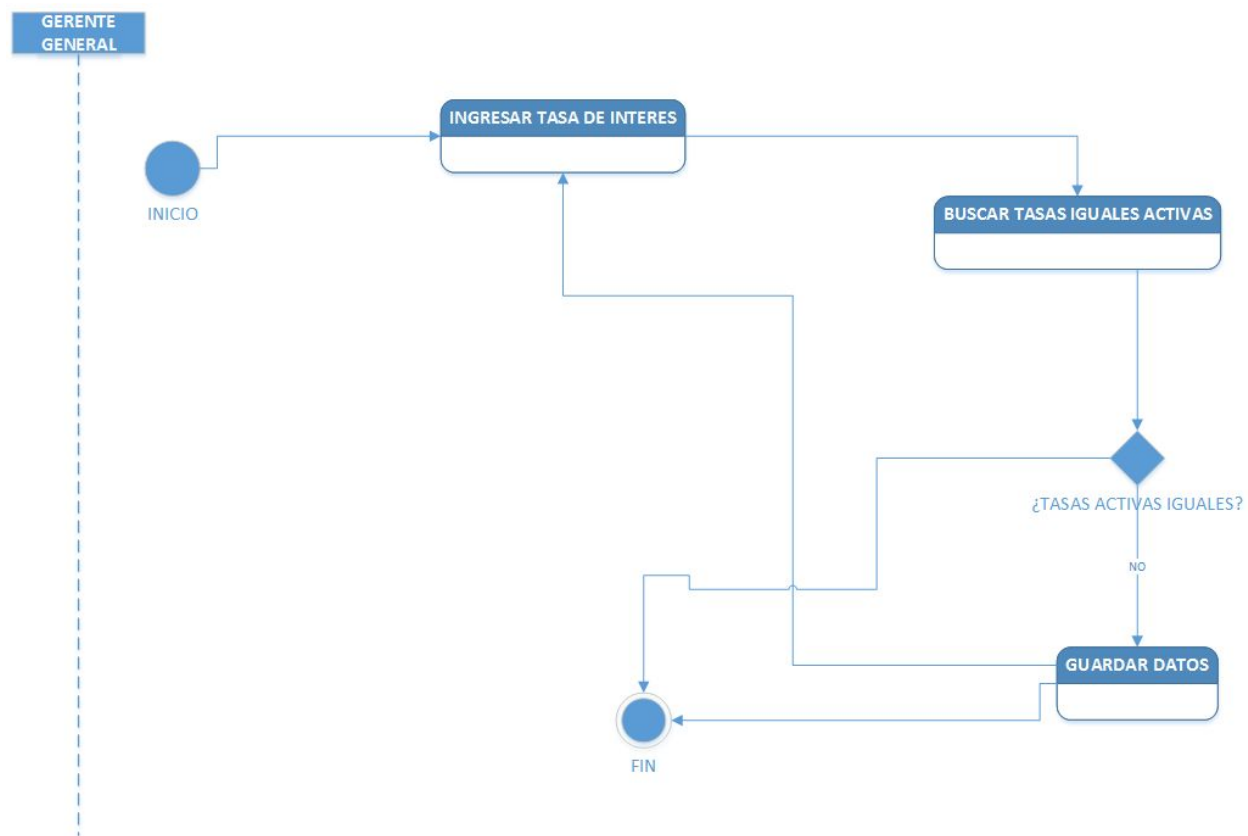 GERENTE
GENERAL
INGRESAR TASA DE INTERES
INICIO
BUSCAR TASAS IGUALES ACTIVAS
¿TASAS ACTIVAS IGUALES?
NO
GUARDAR DATOS
FIN